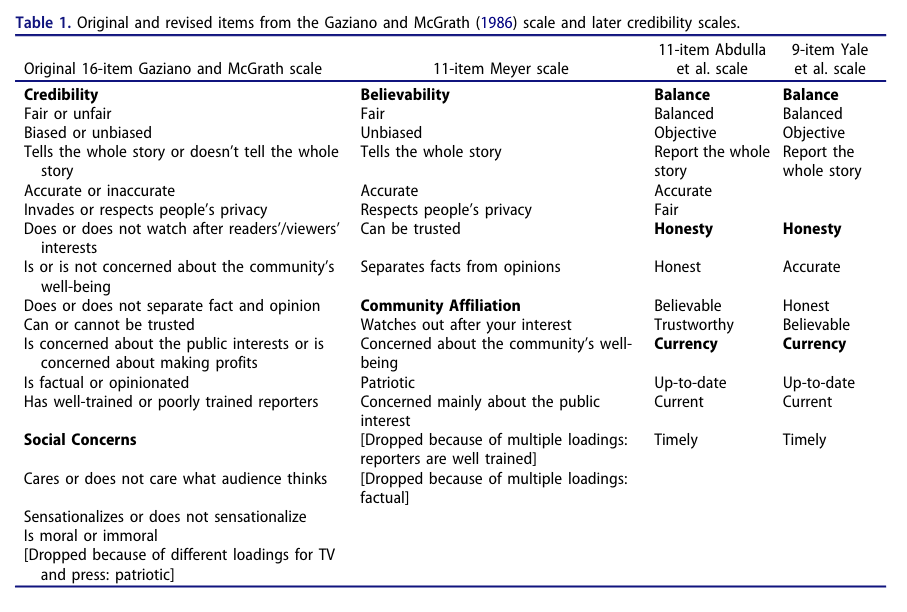 Table 1. Original and revised items from the Gaziano and McGrath (1986) scale and later credibility scales.
Original 16-item Gaziano and McGrath scale
11-item Meyer scale
11-item Abdulla
et al. scale
9-item Yale
et al. scale
Credibility
Believability
Balance
Balance
Fair or unfair
Fair
Balanced
Balanced
Biased or unbiased
Unbiased
Objective
Objective
Tells the whole story or doesn't tell the whole
story
Tells the whole story
Report the whole
story
Report the
whole story
Accurate or inaccurate
Accurate
Accurate
Invades or respects people's privacy
Respects people's privacy
Fair
Does or does not watch after readers'/viewers'
interests
Can be trusted
Honesty
Honesty
Is or is not concerned about the community's
well-being
Separates facts from opinions
Honest
Accurate
Does or does not separate fact and opinion
Community Affiliation
Believable
Honest
Can or cannot be trusted
Watches out after your interest
Trustworthy
Believable
Is concerned about the public interests or is
concerned about making profits
Concerned about the community's well-
being
Currency
Currency
Is factual or opinionated
Patriotic
Up-to-date
Up-to-date
Has well-trained or poorly trained reporters
Concerned mainly about the public
interest
Current
Current
Social Concerns
[Dropped because of multiple loadings:
reporters are well trained]
Timely
Timely
Cares or does not care what audience thinks
[Dropped because of multiple loadings:
factual]
Sensationalizes or does not sensationalize
Is moral or immoral
[Dropped because of different loadings for TV
and press: patriotic]